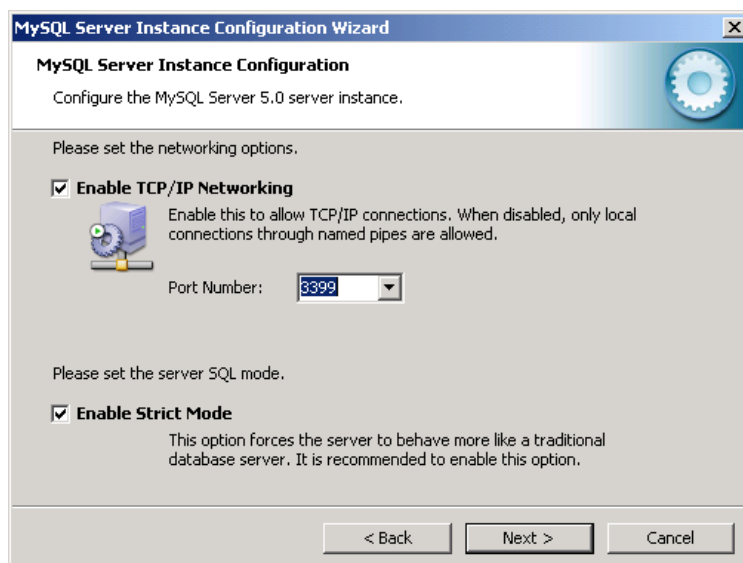 MySQL Server Instance Configuration Wizard
MySQL Server Instance Configuration
Configure the MySQL Server 5.0 server instance.
Please set the networking options.
Enable TCP/IP Networking
Enable this to allow TCP/IP connections. When disabled, only local
connections through named pipes are allowed.
Port Number: 3399
Please set the server SQL mode.
Enable Strict Mode
This option forces the server to behave more like a traditional
database server. It is recommended to enable this option.
< Back Next > Cancel